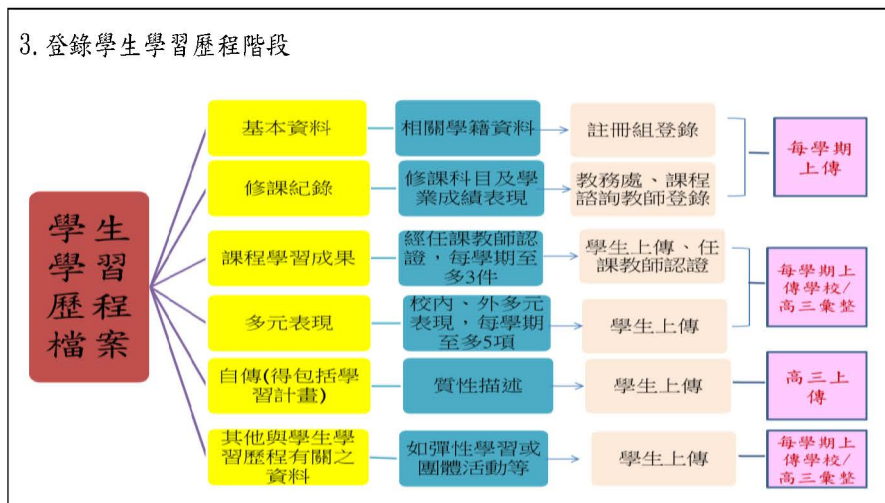 3. 登錄學生學習歷程階段
學生
學習
歷程
檔案
基本資料
相關學籍資料
註冊組登錄
每學期
上傳
修課紀錄
修課科目及學
業成績表現
教務處、課程
諮詢教師登錄
課程學習成果
經任課教師認
證，每學期至
多3件
學生上傳、任
課教師認證
每學期上
傳學校/
高三彙整
多元表現
校內、外多元
表現，每學期
至多5項
學生上傳
自傳(得包括學
習計畫)
質性描述
學生上傳
高三上
傳
其他與學生學
習歷程有關之
資料
如彈性學習或
團體活動等
學生上傳
每學期上
傳學校/
高三彙整